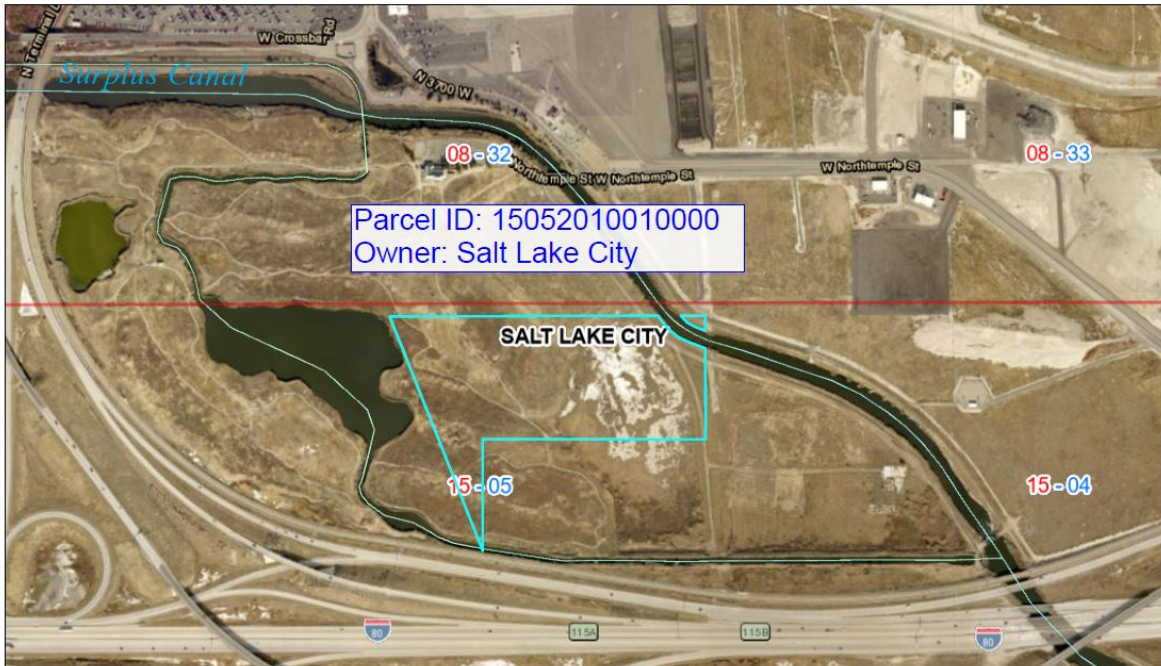 N Terminal D
W Crossbar Rd
Surplus Canal
N 3700 W
08 - 32
Northtemple St W Northtemple St
W Northtemple St
08 - 33
Parcel ID: 15052010010000
Owner: Salt Lake City
SALT LAKE CITY
15 - 05
15 - 04
80
115A
115B
80